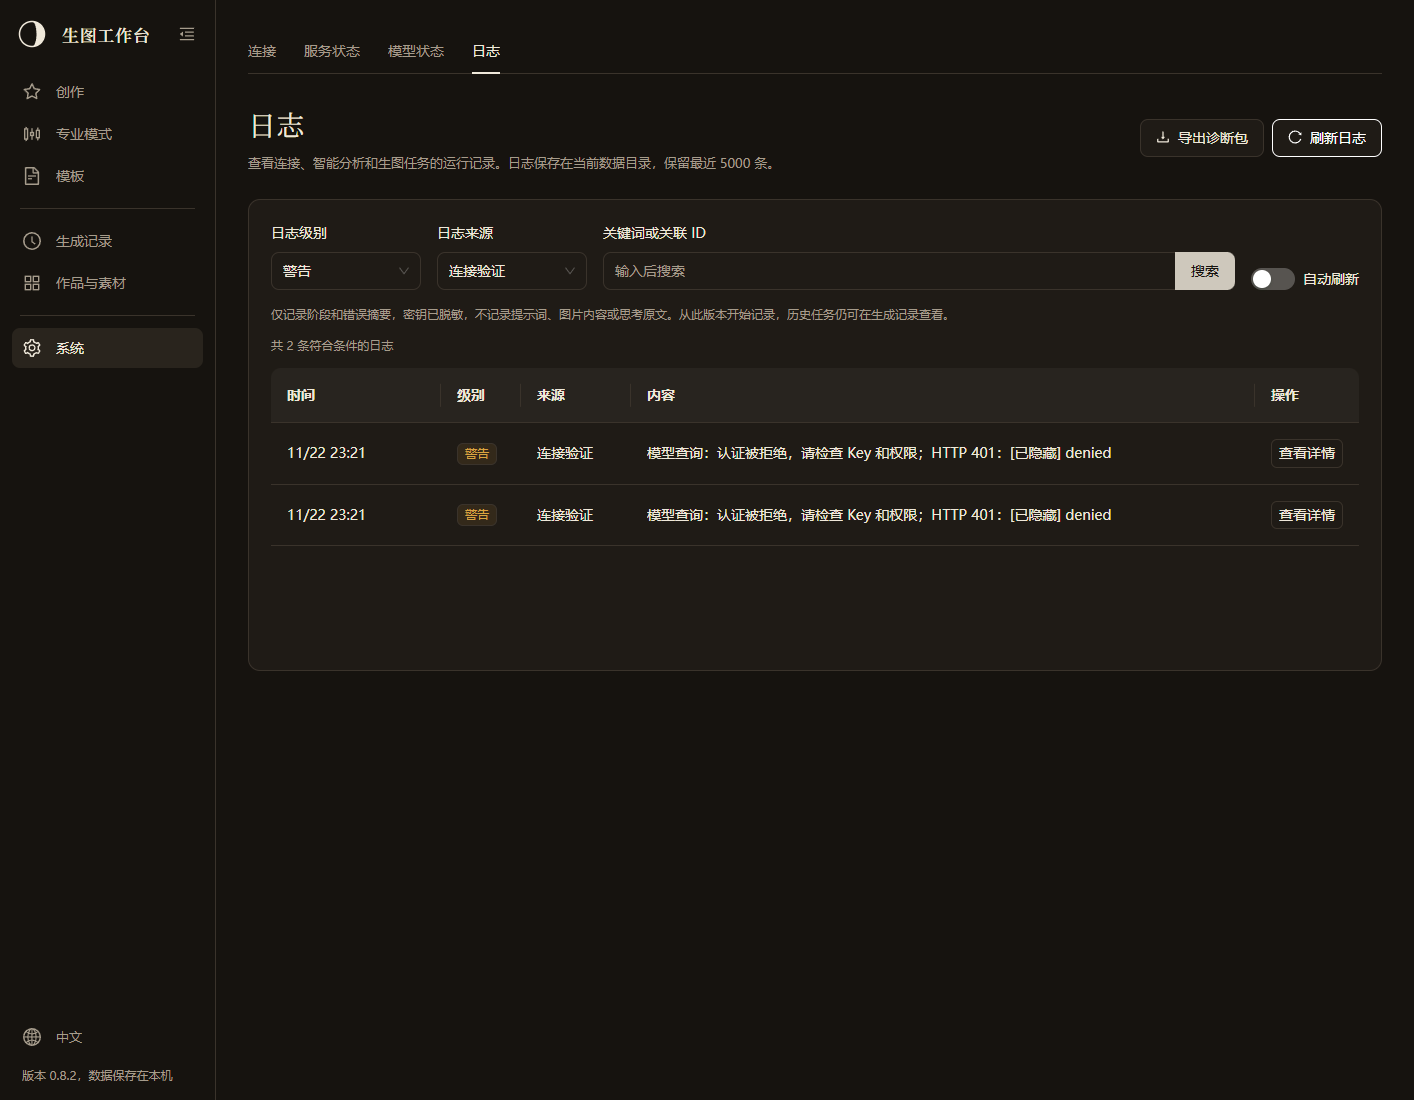 生图工作台
创作
专业模式
模板
生成记录
作品与素材
系统
中文
版本 0.8.2，数据保存在本机
连接 服务状态 模型状态 日志
日志
查看连接、智能分析和生图任务的运行记录。日志保存在当前数据目录，保留最近 5000 条。
导出诊断包 刷新日志
日志级别 日志来源 关键词或关联 ID
警告 连接验证 输入后搜索 搜索 自动刷新
仅记录阶段和错误摘要，密钥已脱敏，不记录提示词、图片内容或思考原文。从此版本开始记录，历史任务仍可在生成记录查看。
共 2 条符合条件的日志
时间 级别 来源 内容 操作
11/22 23:21 警告 连接验证 模型查询：认证被拒绝，请检查 Key 和权限；HTTP 401：[已隐藏] denied 查看详情
11/22 23:21 警告 连接验证 模型查询：认证被拒绝，请检查 Key 和权限；HTTP 401：[已隐藏] denied 查看详情